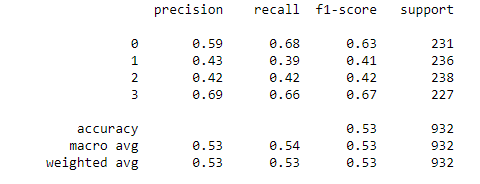 precision recall f1-score support
0 0.59 0.68 0.63 231
1 0.43 0.39 0.41 236
2 0.42 0.42 0.42 238
3 0.69 0.66 0.67 227
accuracy 0.53 932
macro avg 0.53 0.54 0.53 932
weighted avg 0.53 0.53 0.53 932